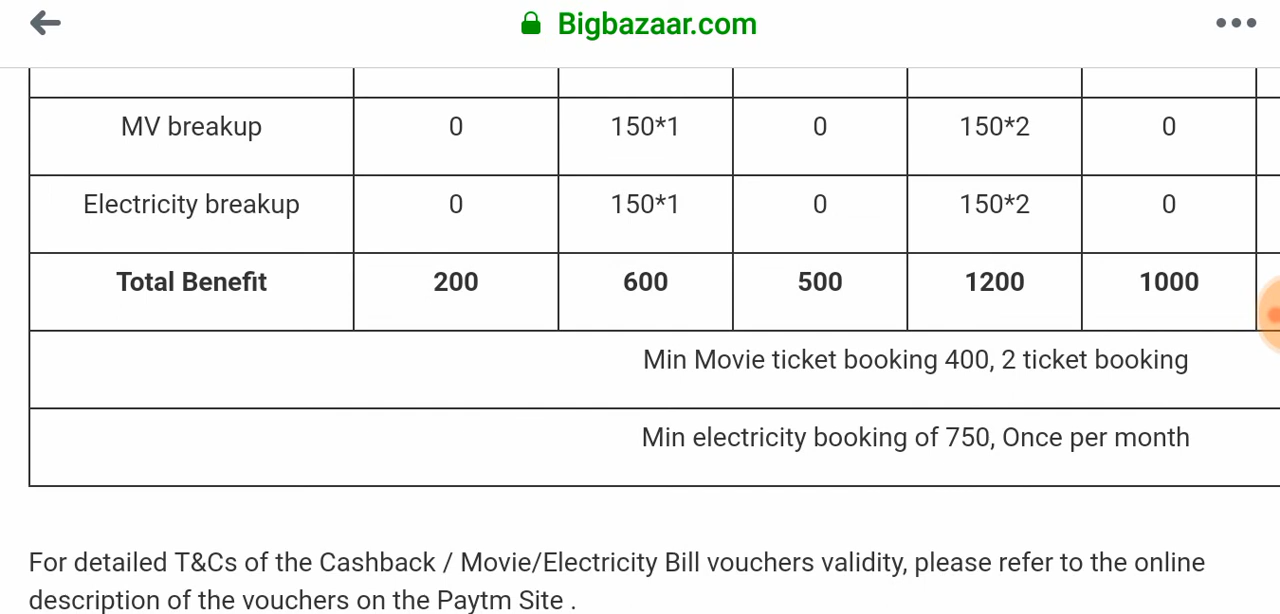 Bigbazaar.com
MV breakup 0 150*1 0 150*2 0
Electricity breakup 0 150*1 0 150*2 0
Total Benefit 200 600 500 1200 1000
Min Movie ticket booking 400, 2 ticket booking
Min electricity booking of 750, Once per month
For detailed T&Cs of the Cashback / Movie/Electricity Bill vouchers validity, please refer to the online
description of the vouchers on the Paytm Site .